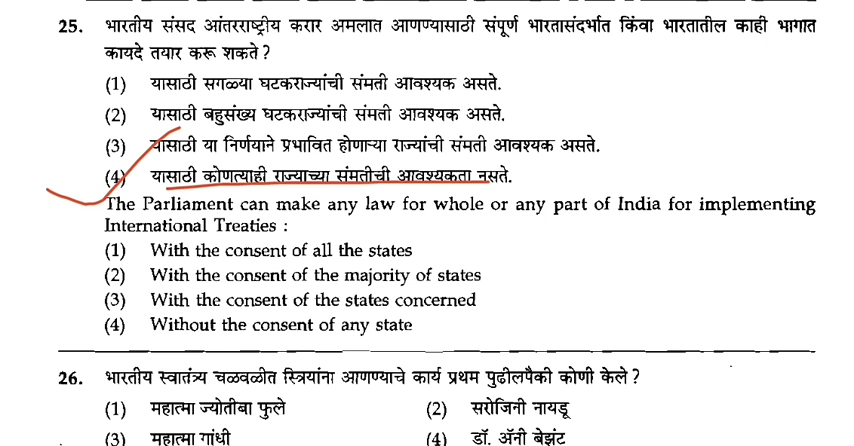 25. भारतीय संसद आंतरराष्ट्रीय करार अमलात आणण्यासाठी संपूर्ण भारतासंदर्भात किंवा भारतातील काही भागात
कायदे तयार करू शकते ?
(1) यासाठी सगळ्या घटकराज्यांची संमती आवश्यक असते.
(2) यासाठी बहुसंख्य घटकराज्यांची संमती आवश्यक असते.
(3) यासाठी या निर्णयाने प्रभावित होणाऱ्या राज्यांची संमती आवश्यक असते.
(4) यासाठी कोणत्याही राज्याच्या संमतीची आवश्यकता नसते.
The Parliament can make any law for whole or any part of India for implementing
International Treaties :
(1) With the consent of all the states
(2) With the consent of the majority of states
(3) With the consent of the states concerned
(4) Without the consent of any state
26. भारतीय स्वातंत्र्य चळवळीत स्त्रियांना आणण्याचे कार्य प्रथम पुढीलपैकी कोणी केले ?
(1) महात्मा ज्योतीबा फुले (2) सरोजिनी नायडू
(3) महात्मा गांधी (4) डॉ. ॲनी बेझंट